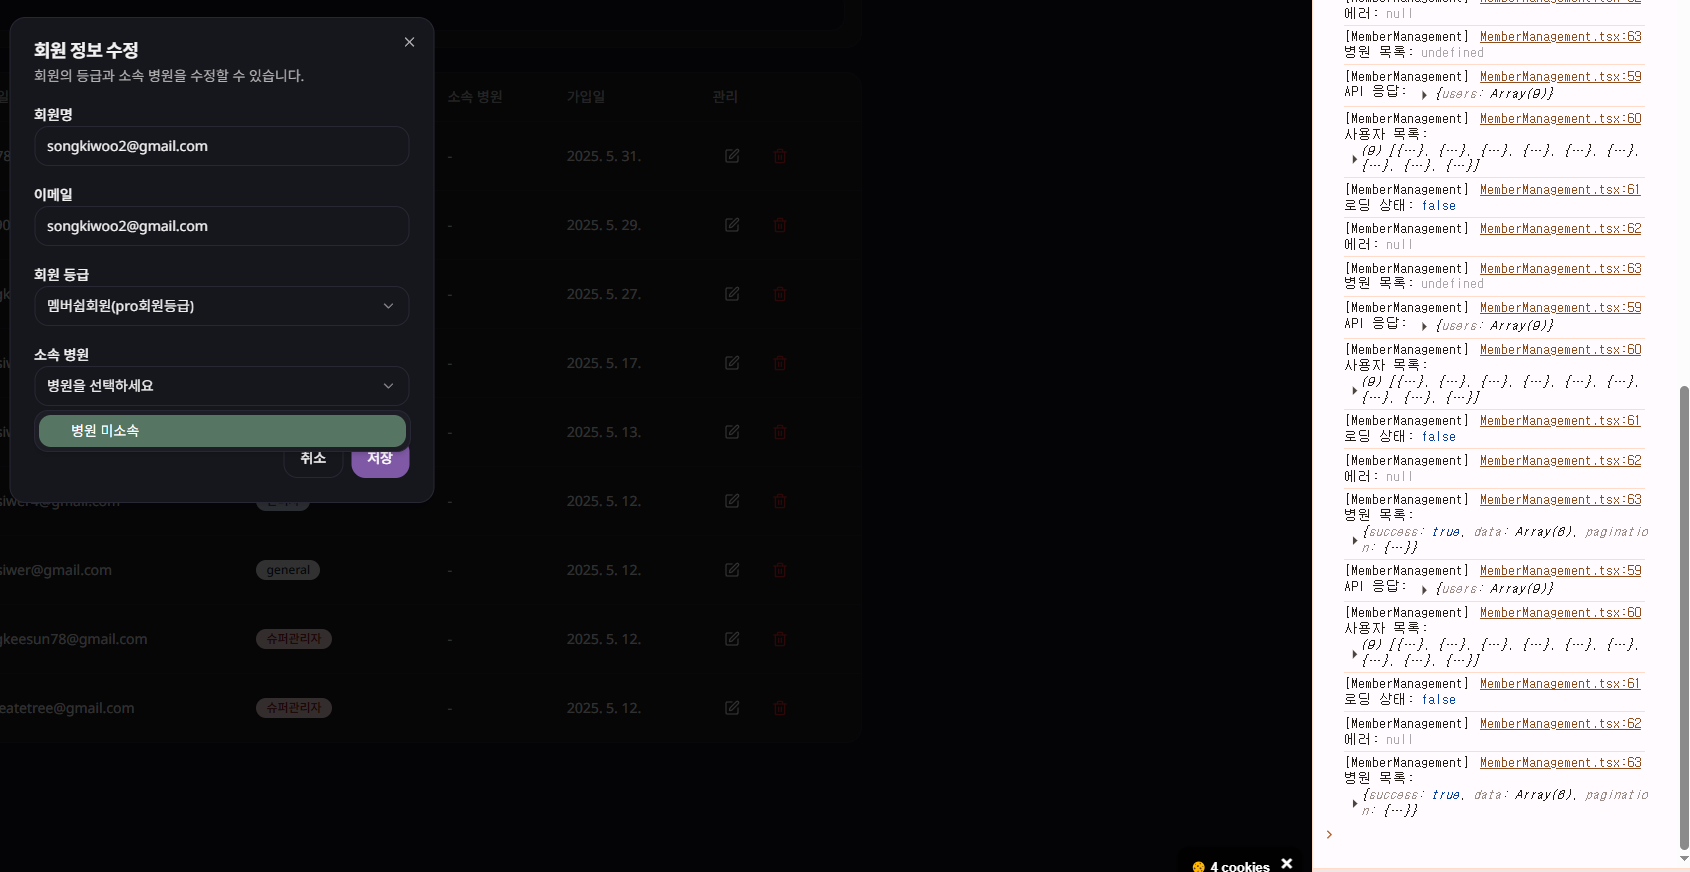 회원 정보 수정
회원의 등급과 소속 병원을 수정할 수 있습니다.
회원명
songkiwoo2@gmail.com
이메일
songkiwoo2@gmail.com
회원 등급
멤버쉽회원(pro회원등급)
소속 병원
병원을 선택하세요
병원 미소속
취소
저장
소속 병원 가입일 관리
- 2025. 5. 31.
- 2025. 5. 29.
- 2025. 5. 27.
- 2025. 5. 17.
- 2025. 5. 13.
- 2025. 5. 12.
siwer@gmail.com general - 2025. 5. 12.
gkeesun78@gmail.com 슈퍼관리자 - 2025. 5. 12.
eatetree@gmail.com 슈퍼관리자 - 2025. 5. 12.
4 cookies
에러: null
[MemberManagement] MemberManagement.tsx:63
병원 목록: undefined
[MemberManagement] MemberManagement.tsx:59
API 응답: {users: Array(9)}
[MemberManagement] MemberManagement.tsx:60
사용자 목록:
(9) [{…}, {…}, {…}, {…}, {…}, {…},
{…}, {…}, {…}]
[MemberManagement] MemberManagement.tsx:61
로딩 상태: false
[MemberManagement] MemberManagement.tsx:62
에러: null
[MemberManagement] MemberManagement.tsx:63
병원 목록: undefined
[MemberManagement] MemberManagement.tsx:59
API 응답: {users: Array(9)}
[MemberManagement] MemberManagement.tsx:60
사용자 목록:
(9) [{…}, {…}, {…}, {…}, {…}, {…},
{…}, {…}, {…}]
[MemberManagement] MemberManagement.tsx:61
로딩 상태: false
[MemberManagement] MemberManagement.tsx:62
에러: null
[MemberManagement] MemberManagement.tsx:63
병원 목록:
{success: true, data: Array(6), paginatio
n: {…}}
[MemberManagement] MemberManagement.tsx:59
API 응답: {users: Array(9)}
[MemberManagement] MemberManagement.tsx:60
사용자 목록:
(9) [{…}, {…}, {…}, {…}, {…}, {…},
{…}, {…}, {…}]
[MemberManagement] MemberManagement.tsx:61
로딩 상태: false
[MemberManagement] MemberManagement.tsx:62
에러: null
[MemberManagement] MemberManagement.tsx:63
병원 목록:
{success: true, data: Array(6), paginatio
n: {…}}